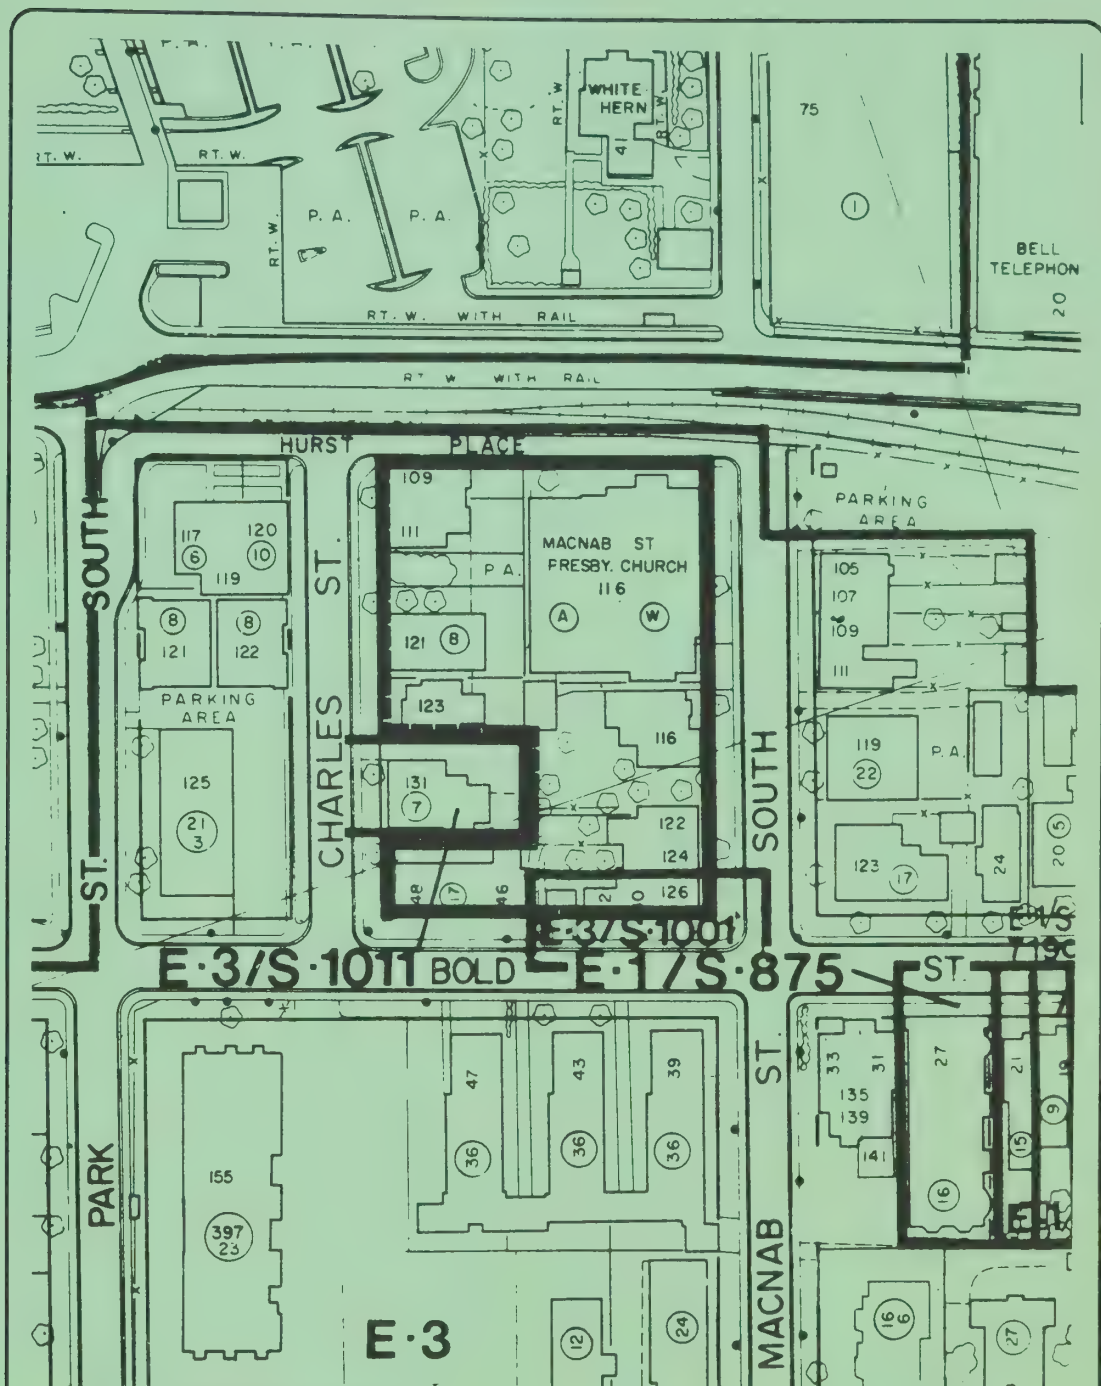 P. A.
RT. W.
RT. W.
RT. W.
P. A.
P. A.
RT. W.
WHITE
HERN
RT. W.
41
75
1
BELL
TELEPHON
20
RT. W. WITH RAIL
RT. W WITH RAIL
HURST PLACE
SOUTH
ST.
PARK
117
6
120
10
119
8
121
8
122
PARKING
AREA
125
21
3
CHARLES
ST.
109
111
P. A.
MACNAB ST
PRESBY. CHURCH
116
A
W
121
8
123
116
131
7
122
124
126
48
17
46
PARKING
AREA
105
107
109
111
119
22
P. A.
123
17
24
20
5
SOUTH
E-3/S-1001
E-1/S
E-3/S-1011
BOLD
E-1/S-875
ST.
MACNAB
ST.
155
397
23
47
36
43
36
39
36
33
31
135
139
141
27
16
21
15
9
E-3
12
24
16
6
27